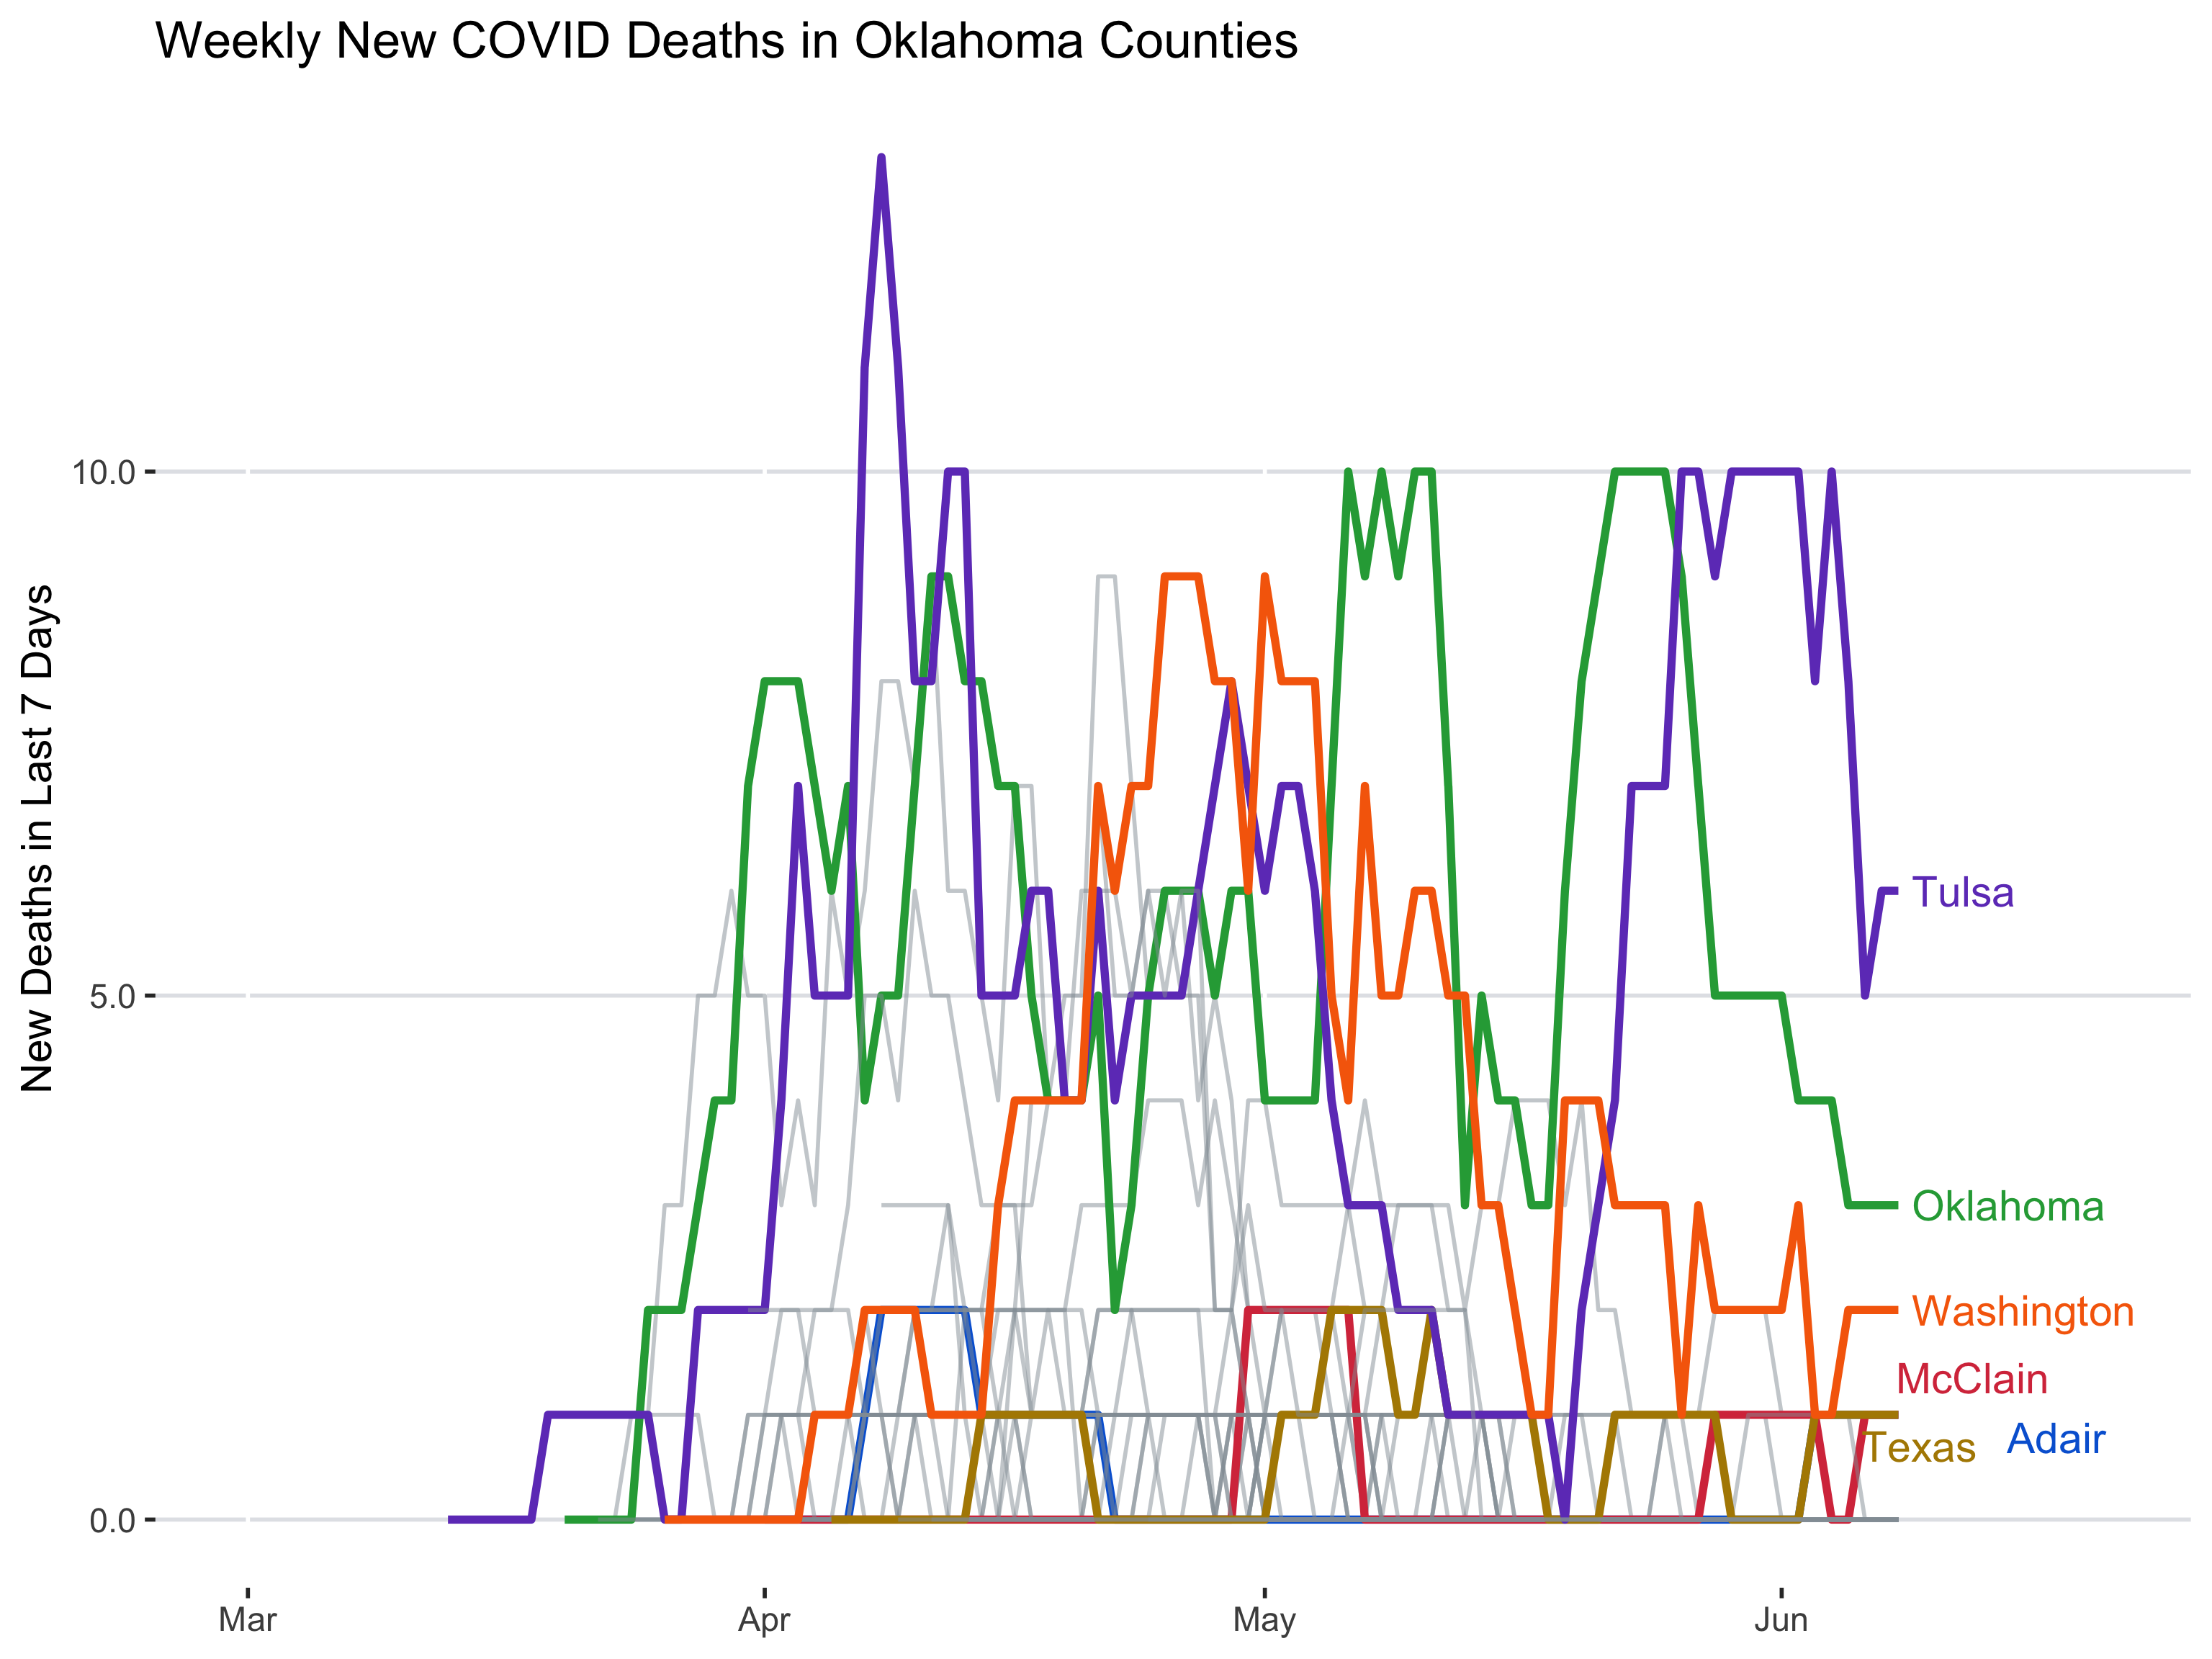 Weekly New COVID Deaths in Oklahoma Counties
New Deaths in Last 7 Days
10.0
5.0
0.0
Tulsa
Oklahoma
Washington
McClain
Texas
Adair
Mar
Apr
May
Jun